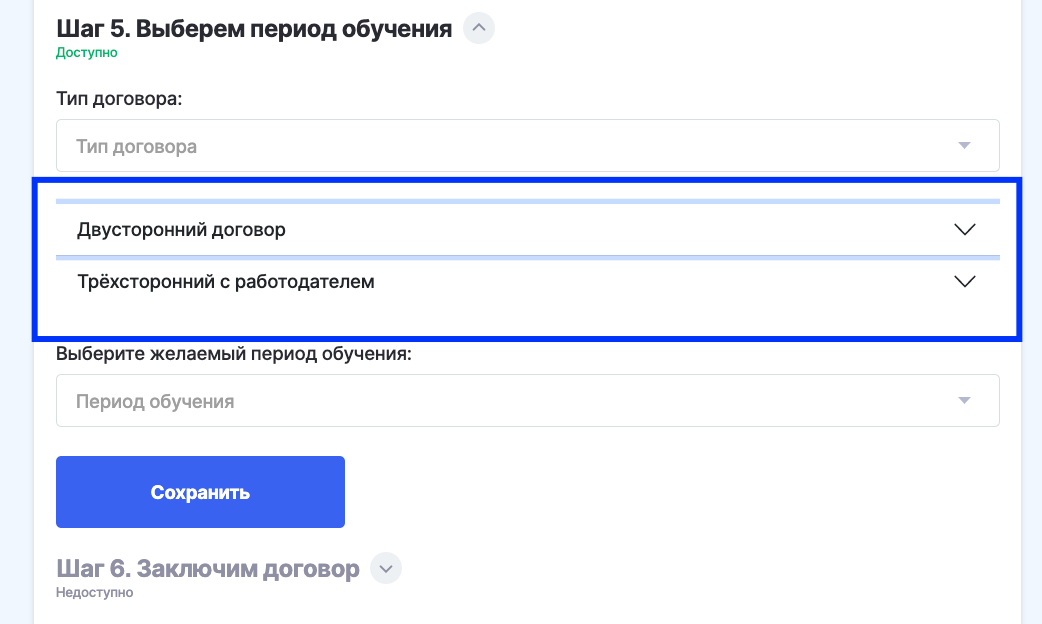 Шаг 5. Выберем период обучения
Доступно
Тип договора:
Тип договора
Двусторонний договор
Трёхсторонний с работодателем
Выберите желаемый период обучения:
Период обучения
Сохранить
Шаг 6. Заключим договор
Недоступно